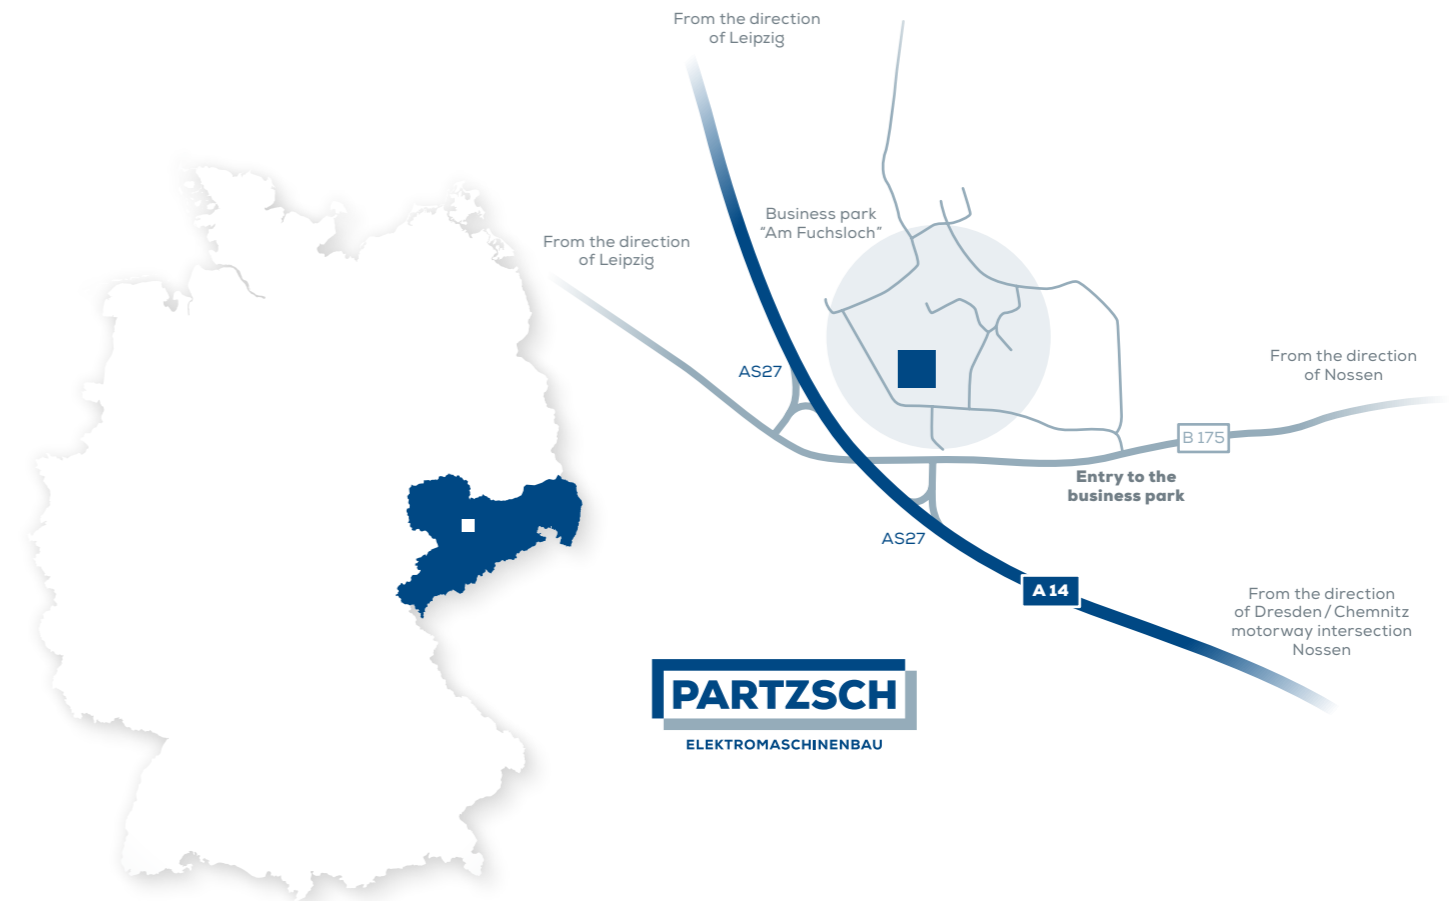 From the direction
of Leipzig
Business park
“Am Fuchsloch”
From the direction
of Leipzig
AS27
From the direction
of Nossen
B 175
Entry to the
business park
AS27
A 14
From the direction
of Dresden / Chemnitz
motorway intersection
Nossen
PARTZSCH
ELEKTROMASCHINENBAU